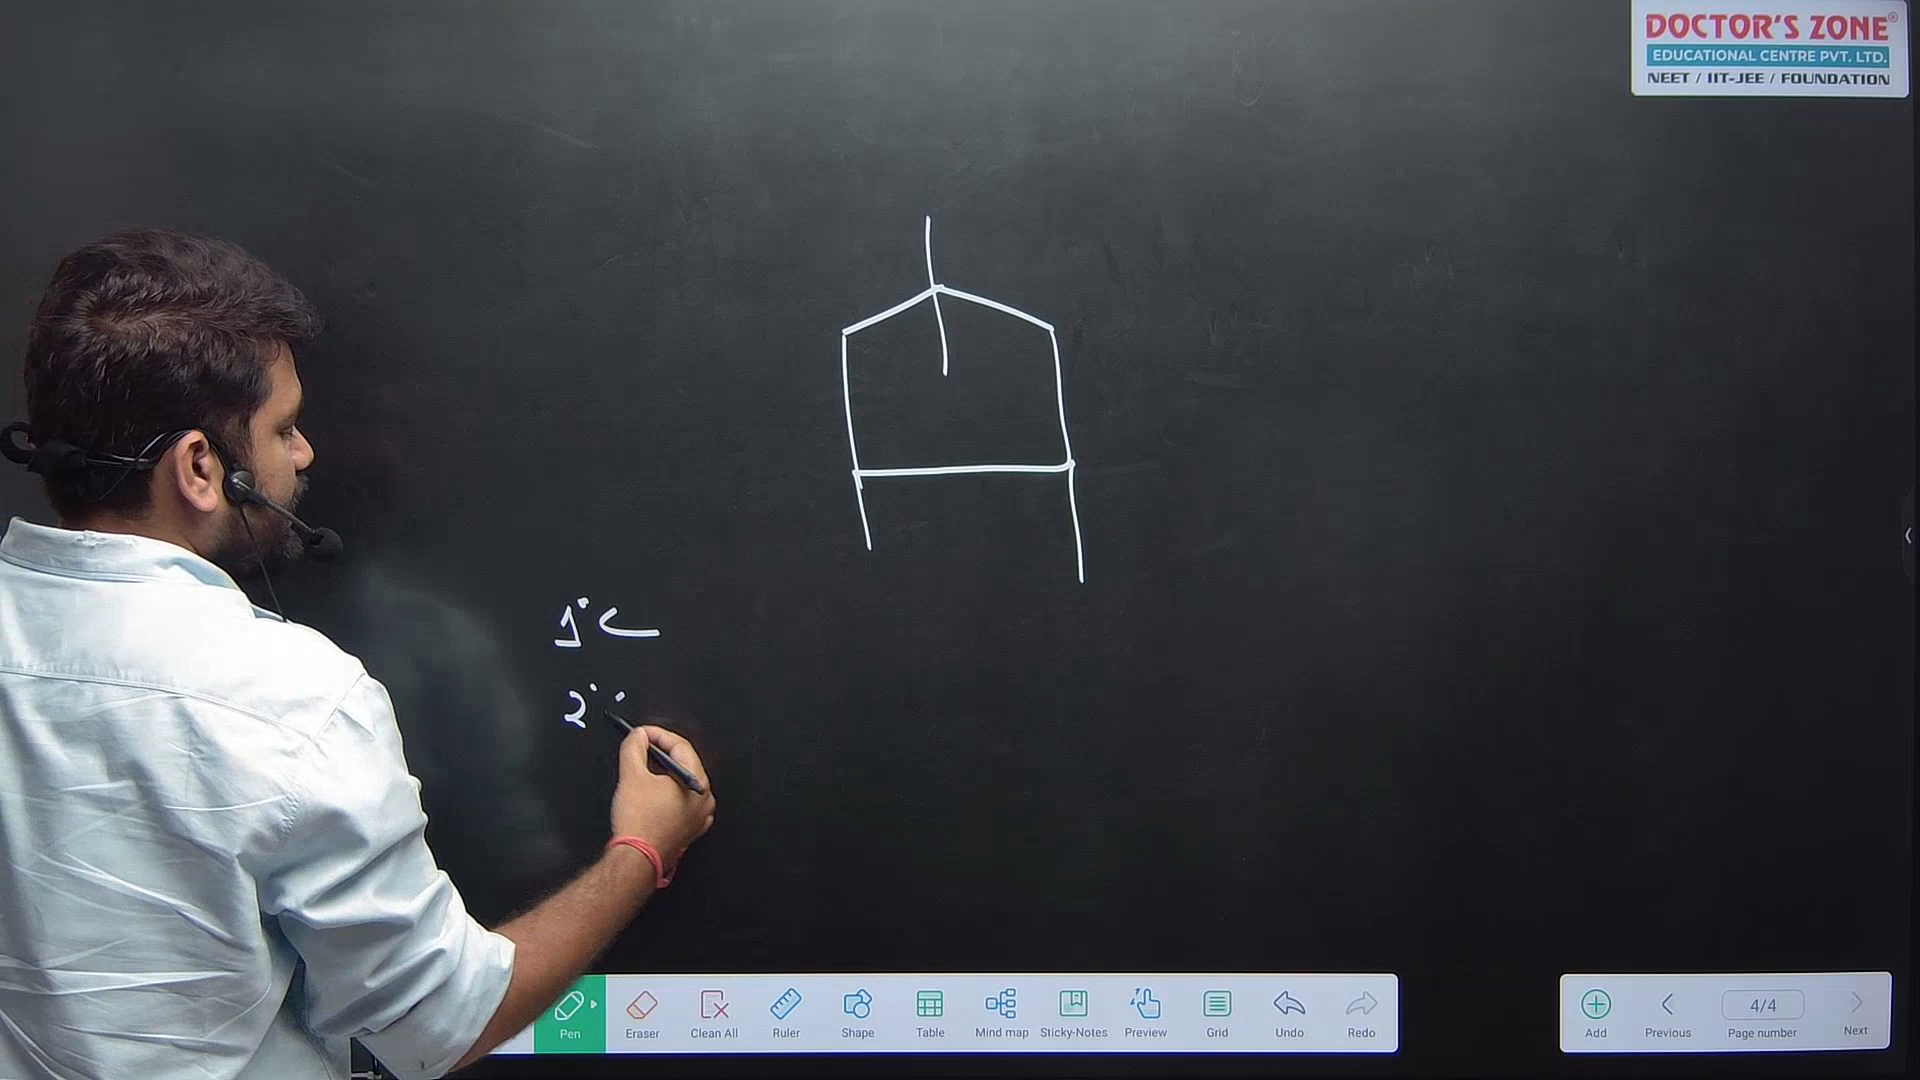 DOCTOR'S ZONE®
EDUCATIONAL CENTRE PVT. LTD.
NEET / IIT-JEE / FOUNDATION
1° C
2°
Pen
Eraser
Clean All
Ruler
Shape
Table
Mind map
Sticky-Notes
Preview
Grid
Undo
Redo
Add
Previous
4/4
Page number
Next